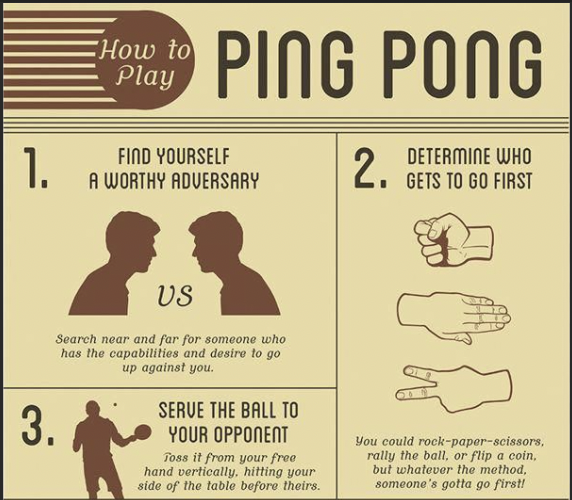 How to
Play
PING PONG
1.
FIND YOURSELF
A WORTHY ADVERSARY
VS
Search near and far for someone who
has the capabilities and desire to go
up against you.
2.
DETERMINE WHO
GETS TO GO FIRST
You could rock-paper-scissors,
rally the ball, or flip a coin,
but whatever the method,
someone's gotta go first!
3.
SERVE THE BALL TO
YOUR OPPONENT
Toss it from your free
hand vertically, hitting your
side of the table before theirs.